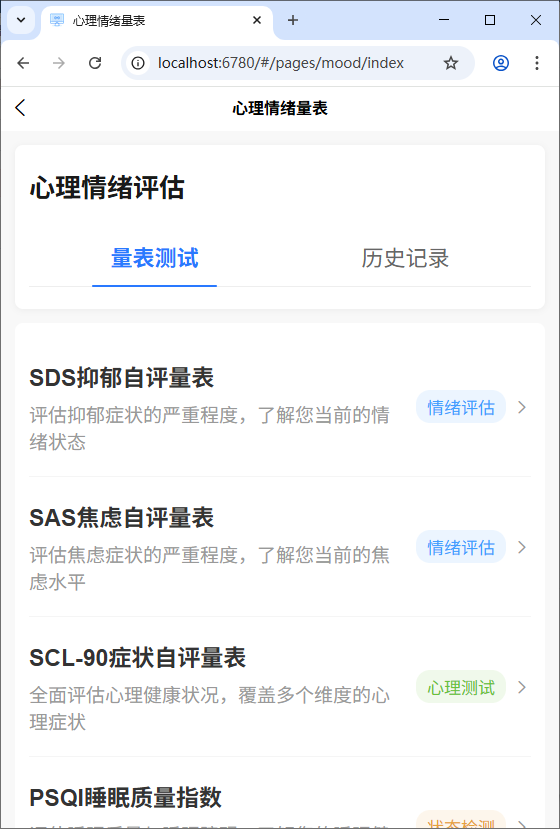 心理情绪量表
localhost:6780/#/pages/mood/index
心理情绪量表
心理情绪评估
量表测试 历史记录
SDS抑郁自评量表
评估抑郁症状的严重程度，了解您当前的情
绪状态
情绪评估
SAS焦虑自评量表
评估焦虑症状的严重程度，了解您当前的焦
虑水平
情绪评估
SCL-90症状自评量表
全面评估心理健康状况，覆盖多个维度的心
理症状
心理测试
PSQI睡眠质量指数
状态检测